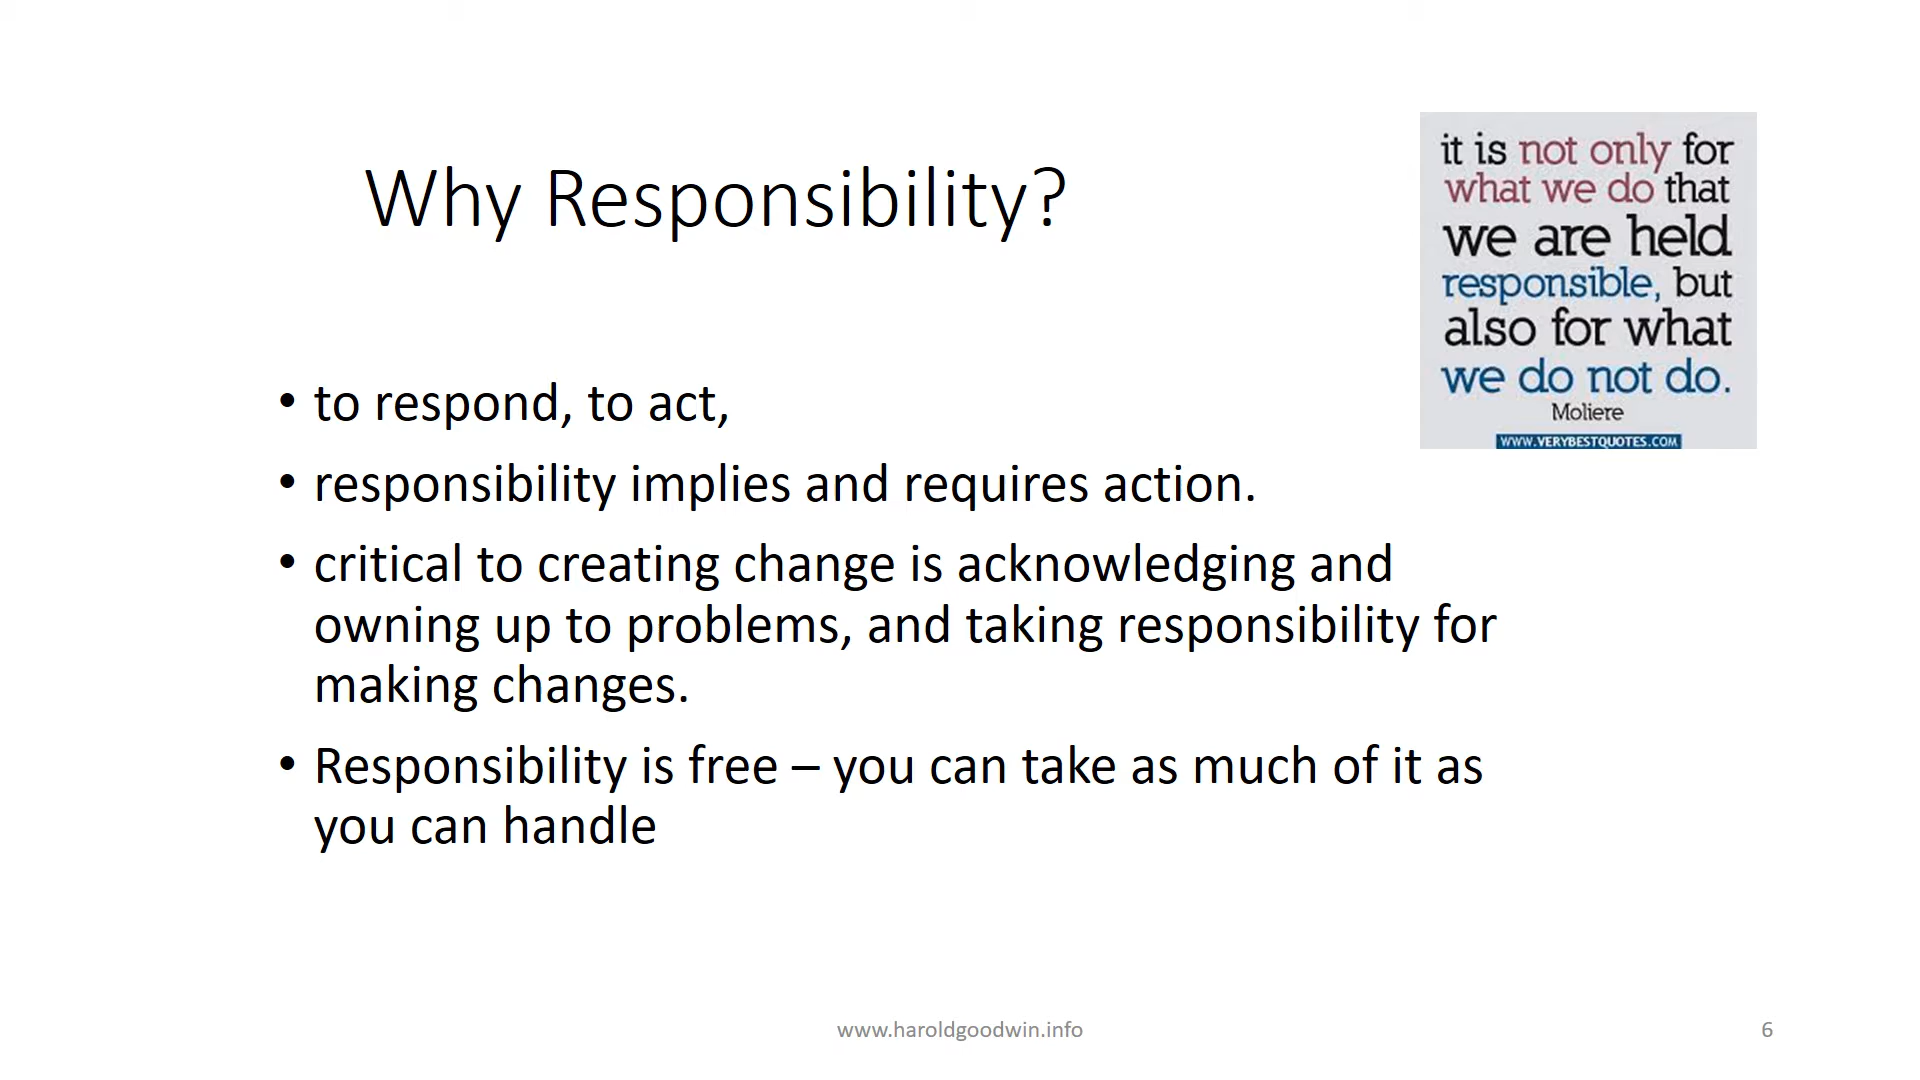 Why Responsibility?
it is not only for
what we do that
we are held
responsible, but
also for what
we do not do.
Moliere
WWW.VERYBESTQUOTES.COM
• to respond, to act,
• responsibility implies and requires action.
• critical to creating change is acknowledging and
owning up to problems, and taking responsibility for
making changes.
• Responsibility is free – you can take as much of it as
you can handle
www.haroldgoodwin.info
6